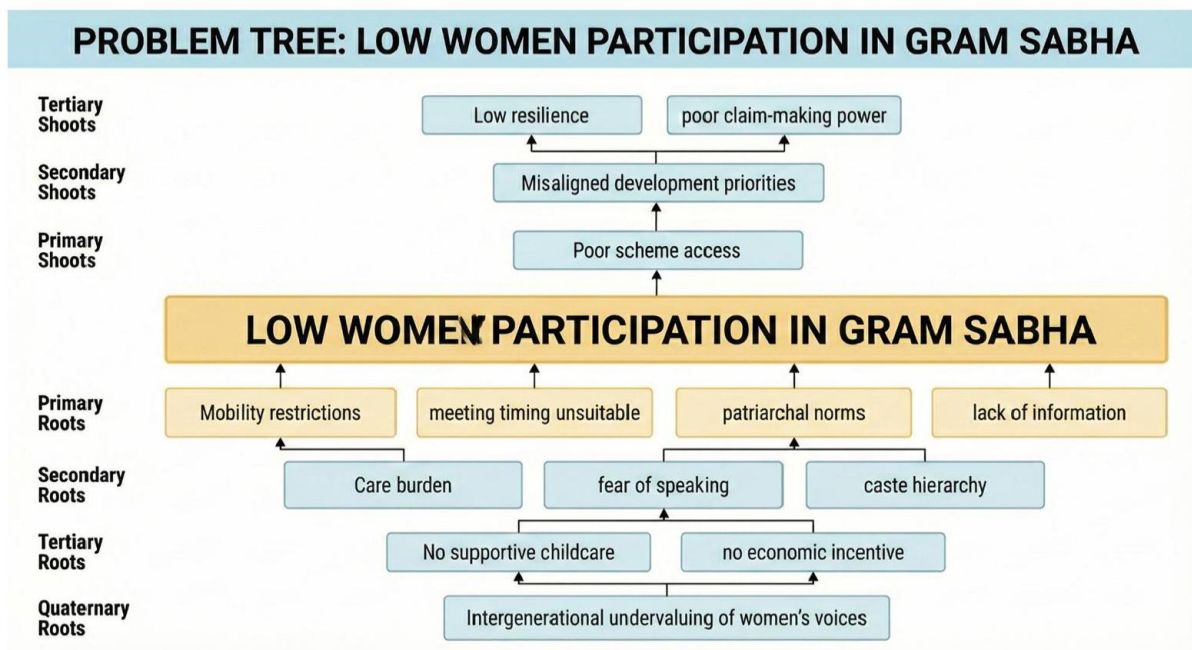 PROBLEM TREE: LOW WOMEN PARTICIPATION IN GRAM SABHA
Tertiary
Shoots
Low resilience
poor claim-making power
Secondary
Shoots
Misaligned development priorities
Primary
Shoots
Poor scheme access
LOW WOMEN PARTICIPATION IN GRAM SABHA
Primary
Roots
Mobility restrictions
meeting timing unsuitable
patriarchal norms
lack of information
Secondary
Roots
Care burden
fear of speaking
caste hierarchy
Tertiary
Roots
No supportive childcare
no economic incentive
Quaternary
Roots
Intergenerational undervaluing of women's voices